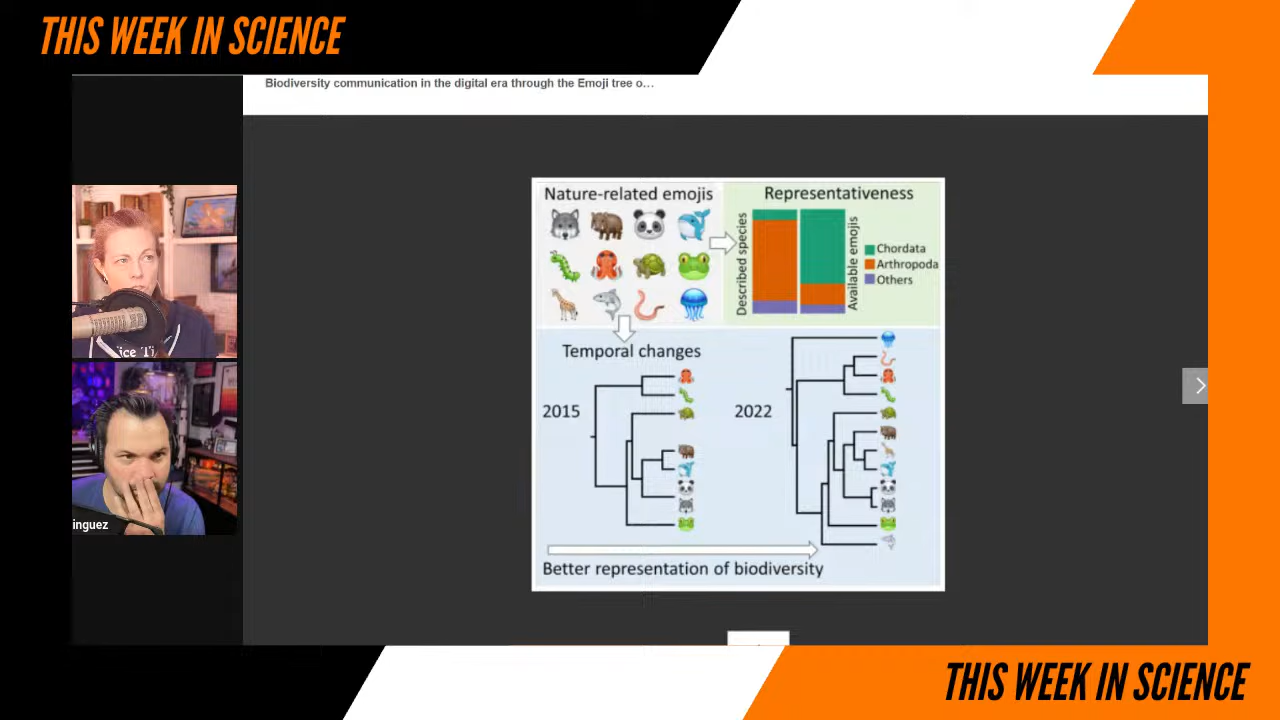 THIS WEEK IN SCIENCE
Biodiversity communication in the digital era through the Emoji tree o…
Nature-related emojis
Representativeness
Described species
Available emojis
Chordata
Arthropoda
Others
Temporal changes
2015
2022
Better representation of biodiversity
inguez
THIS WEEK IN SCIENCE